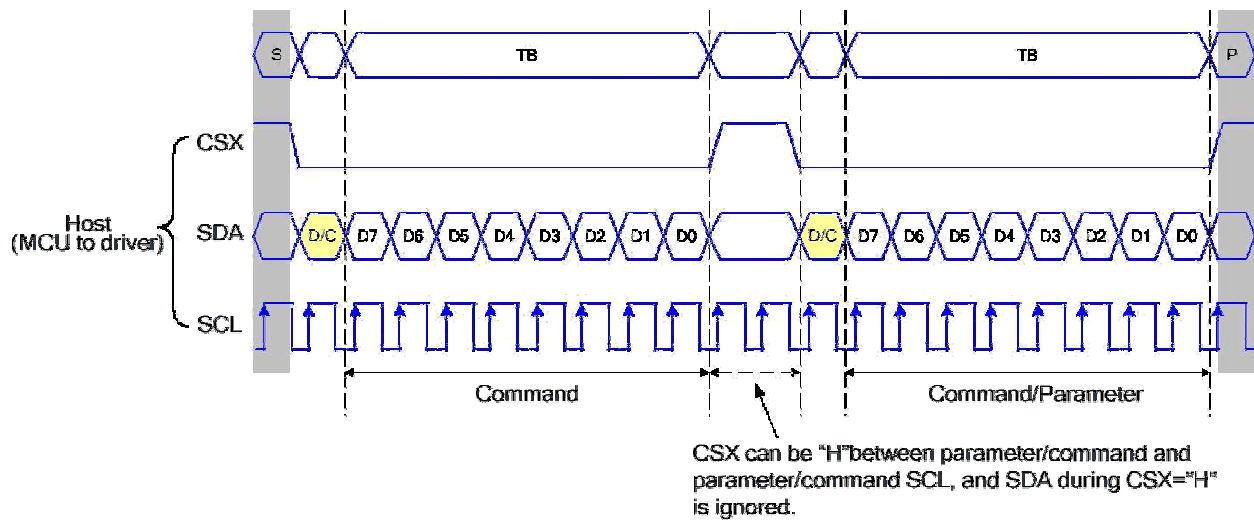 S TB TB P
CSX
Host
(MCU to driver)
SDA D/C D7 D6 D5 D4 D3 D2 D1 D0 D/C D7 D6 D5 D4 D3 D2 D1 D0
SCL
Command Command/Parameter
CSX can be "H"between parameter/command and
parameter/command SCL, and SDA during CSX="H"
is ignored.